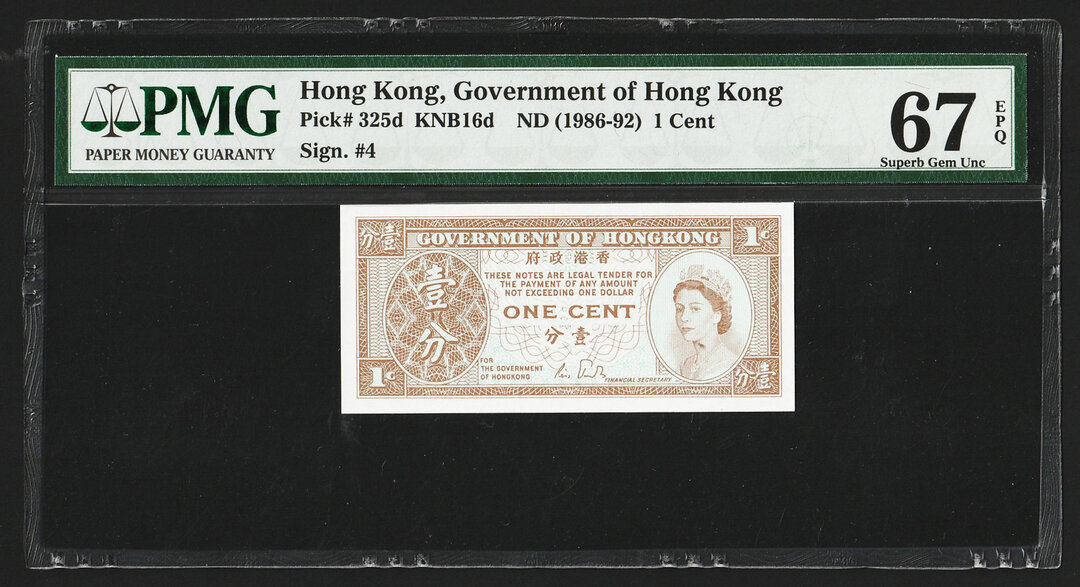 PMG
PAPER MONEY GUARANTY
Hong Kong, Government of Hong Kong
Pick# 325d KNB16d ND (1986-92) 1 Cent
Sign. #4
67
EPQ
Superb Gem Unc
分壹
GOVERNMENT OF HONGKONG
1¢
府政港香
THESE NOTES ARE LEGAL TENDER FOR
THE PAYMENT OF ANY AMOUNT
NOT EXCEEDING ONE DOLLAR
壹分
ONE CENT
分壹
FOR
THE GOVERNMENT
OF HONGKONG
FINANCIAL SECRETARY
1¢
分壹